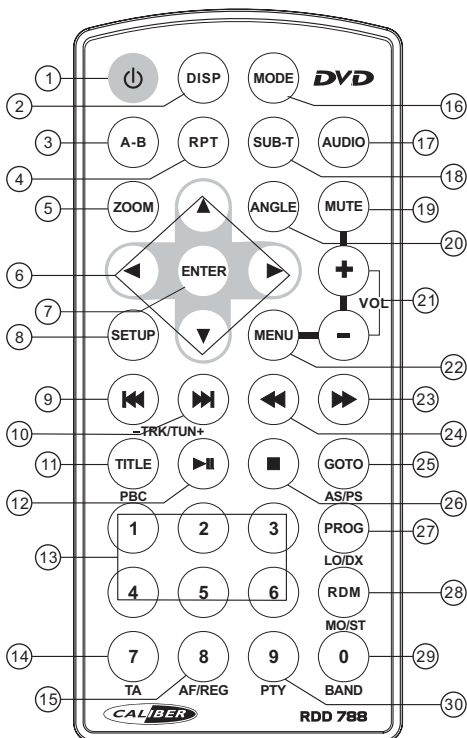 1 DISP MODE DVD
2 16
3 A-B RPT SUB-T AUDIO 17
4 18
5 ZOOM ANGLE MUTE 19
20
6 ENTER + 21
7 VOL
8 SETUP MENU - 22
9 23
10 –TRK/TUN+ 24
11 TITLE GOTO 25
12 PBC AS/PS 26
1 2 3 PROG 27
13 LO/DX
4 5 6 RDM 28
MO/ST
14 7 8 9 0 29
15 TA AF/REG PTY BAND 30
CALIBER RDD 788